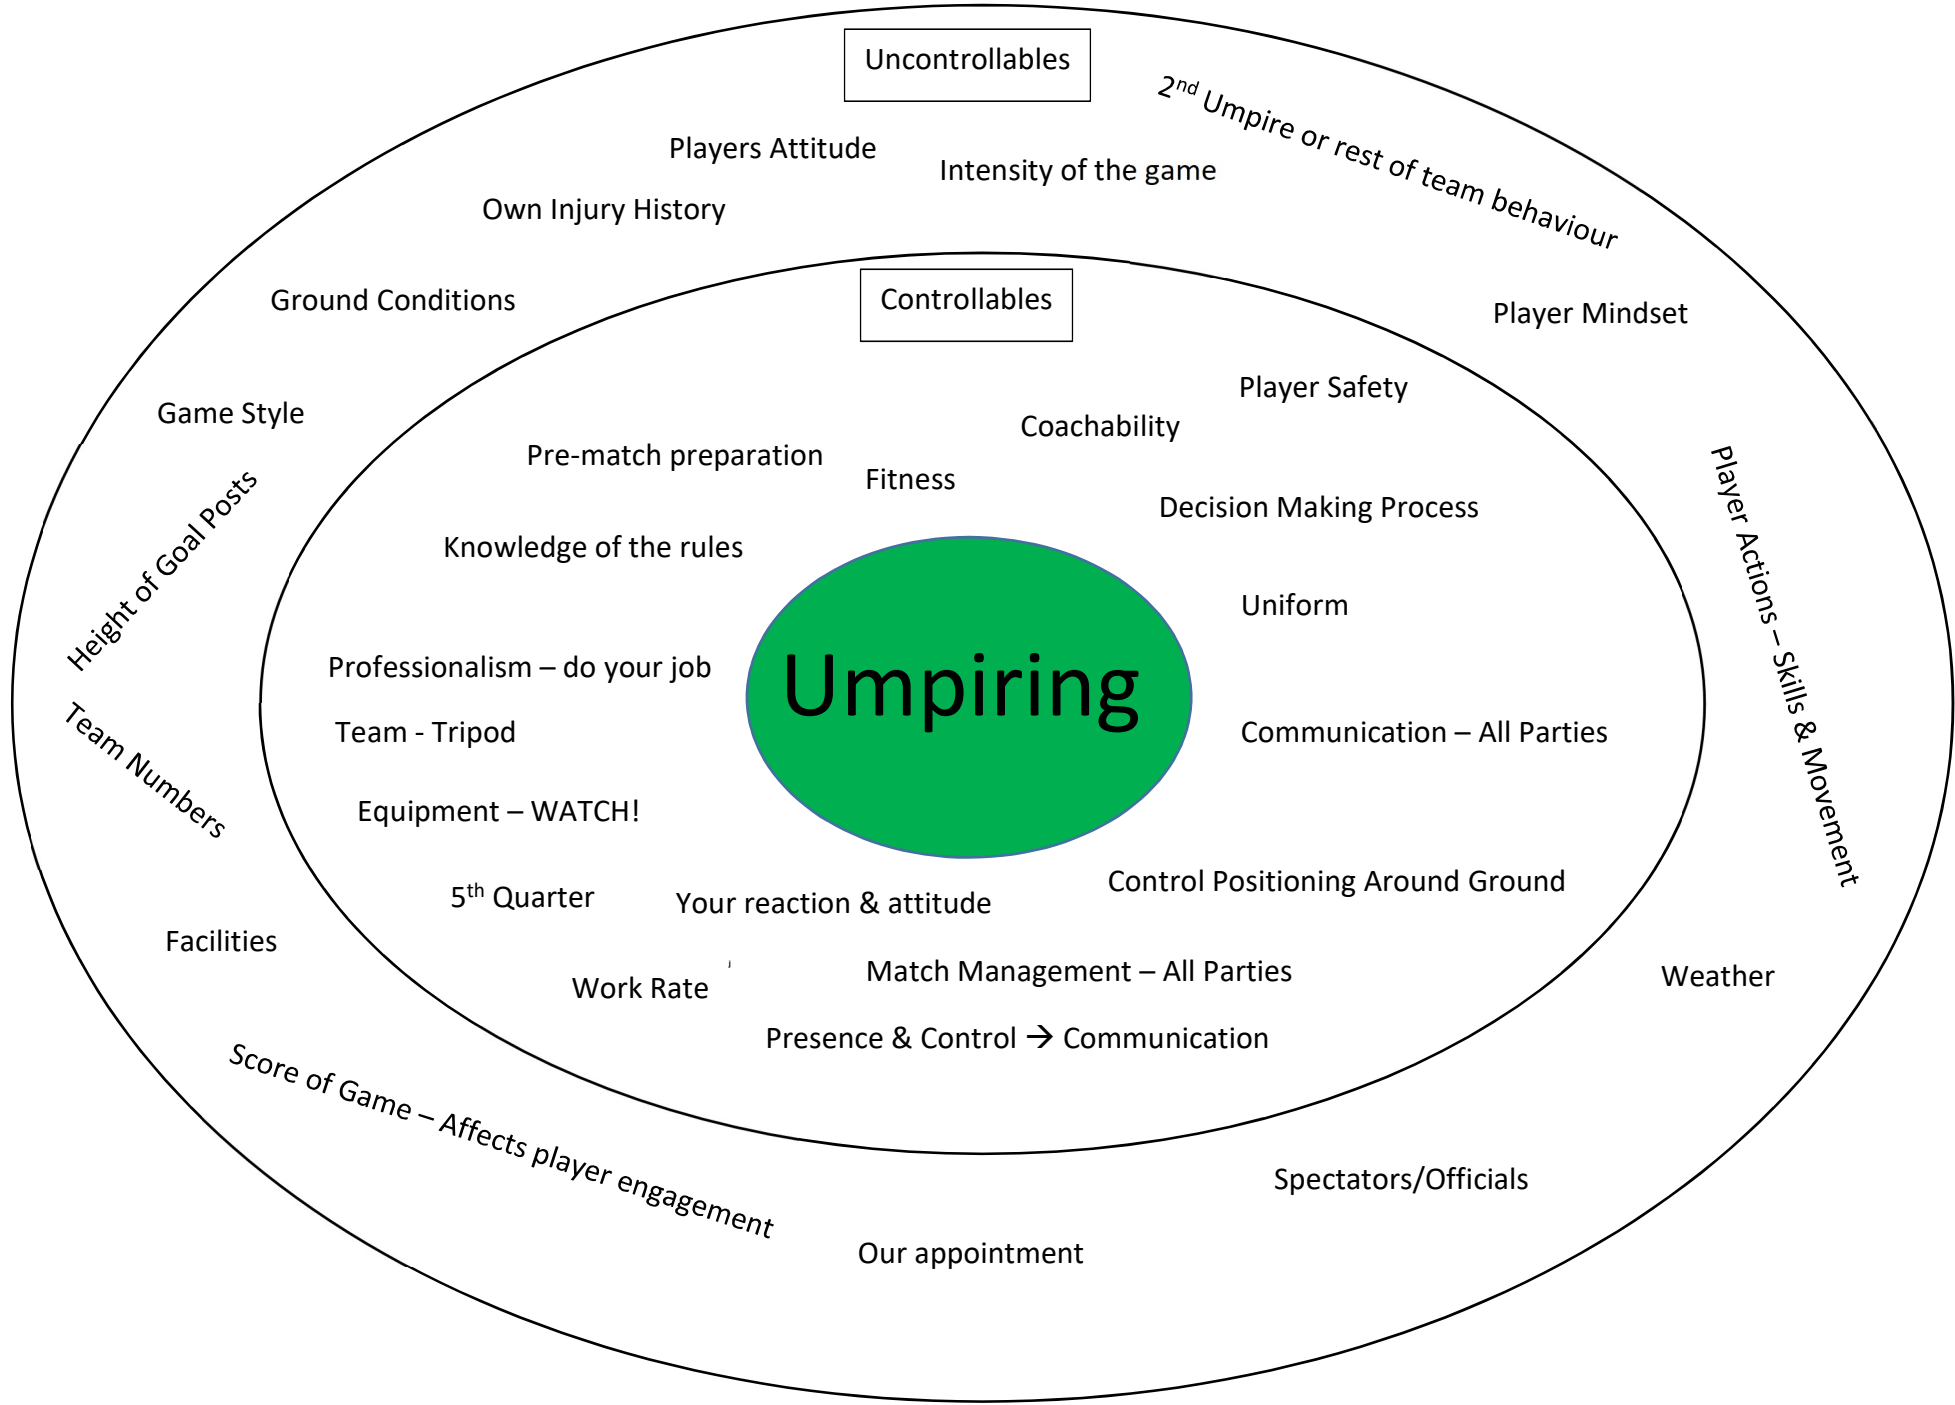 Uncontrollables
2nd Umpire or rest of team behaviour
Players Attitude
Intensity of the game
Own Injury History
Ground Conditions
Controllables
Player Mindset
Game Style
Player Safety
Coachability
Pre-match preparation
Fitness
Decision Making Process
Height of Goal Posts
Knowledge of the rules
Player Actions – Skills & Movement
Uniform
Professionalism – do your job
Umpiring
Team - Tripod
Communication – All Parties
Team Numbers
Equipment – WATCH!
Control Positioning Around Ground
5th Quarter
Your reaction & attitude
Facilities
Match Management – All Parties
Weather
Work Rate
Presence & Control → Communication
Score of Game – Affects player engagement
Spectators/Officials
Our appointment